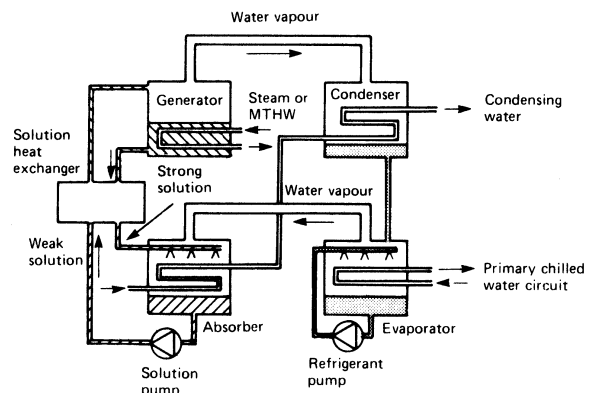 Water vapour
Generator
Steam or
MTHW
Condenser
Condensing
water
Solution
heat
exchanger
Strong
solution
Water vapour
Weak
solution
Primary chilled
water circuit
Absorber
Evaporator
Solution
pump
Refrigerant
pump